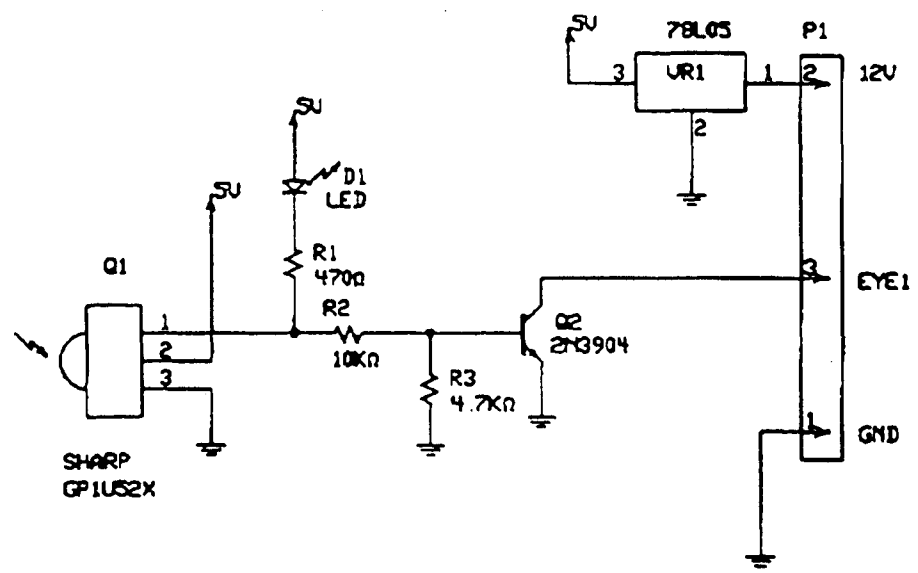 5V
78L05
P1
3
VR1
1
2
12V
2
5V
D1
LED
5V
Q1
R1
470Ω
3
EYE1
R2
1
Q2
2N3904
2
10KΩ
3
R3
4.7KΩ
1
GND
SHARP
GP1U52X